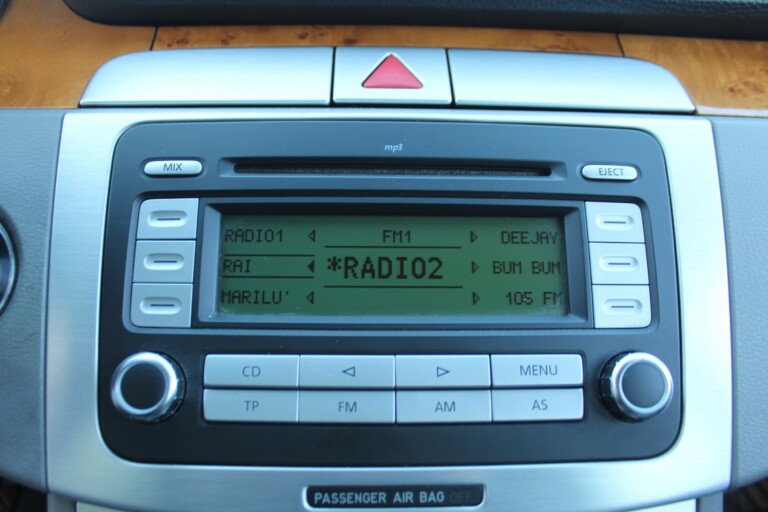 mp3
MIX EJECT
RADIO1 FM1 DEEJAY
RAI *RADIO2 BUM BUM
MARILU' 105 FM
CD MENU
TP FM AM AS
PASSENGER AIR BAG OFF